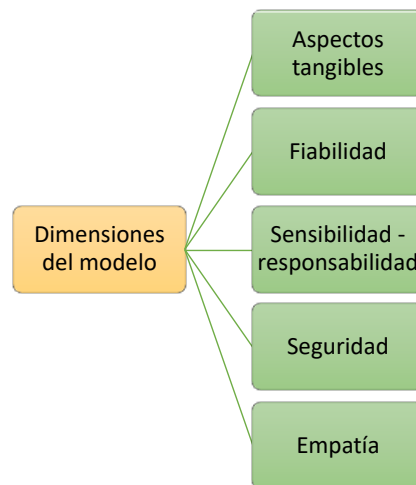 Aspectos
tangibles
Fiabilidad
Dimensiones
del modelo
Sensibilidad -
responsabilidad
Seguridad
Empatía